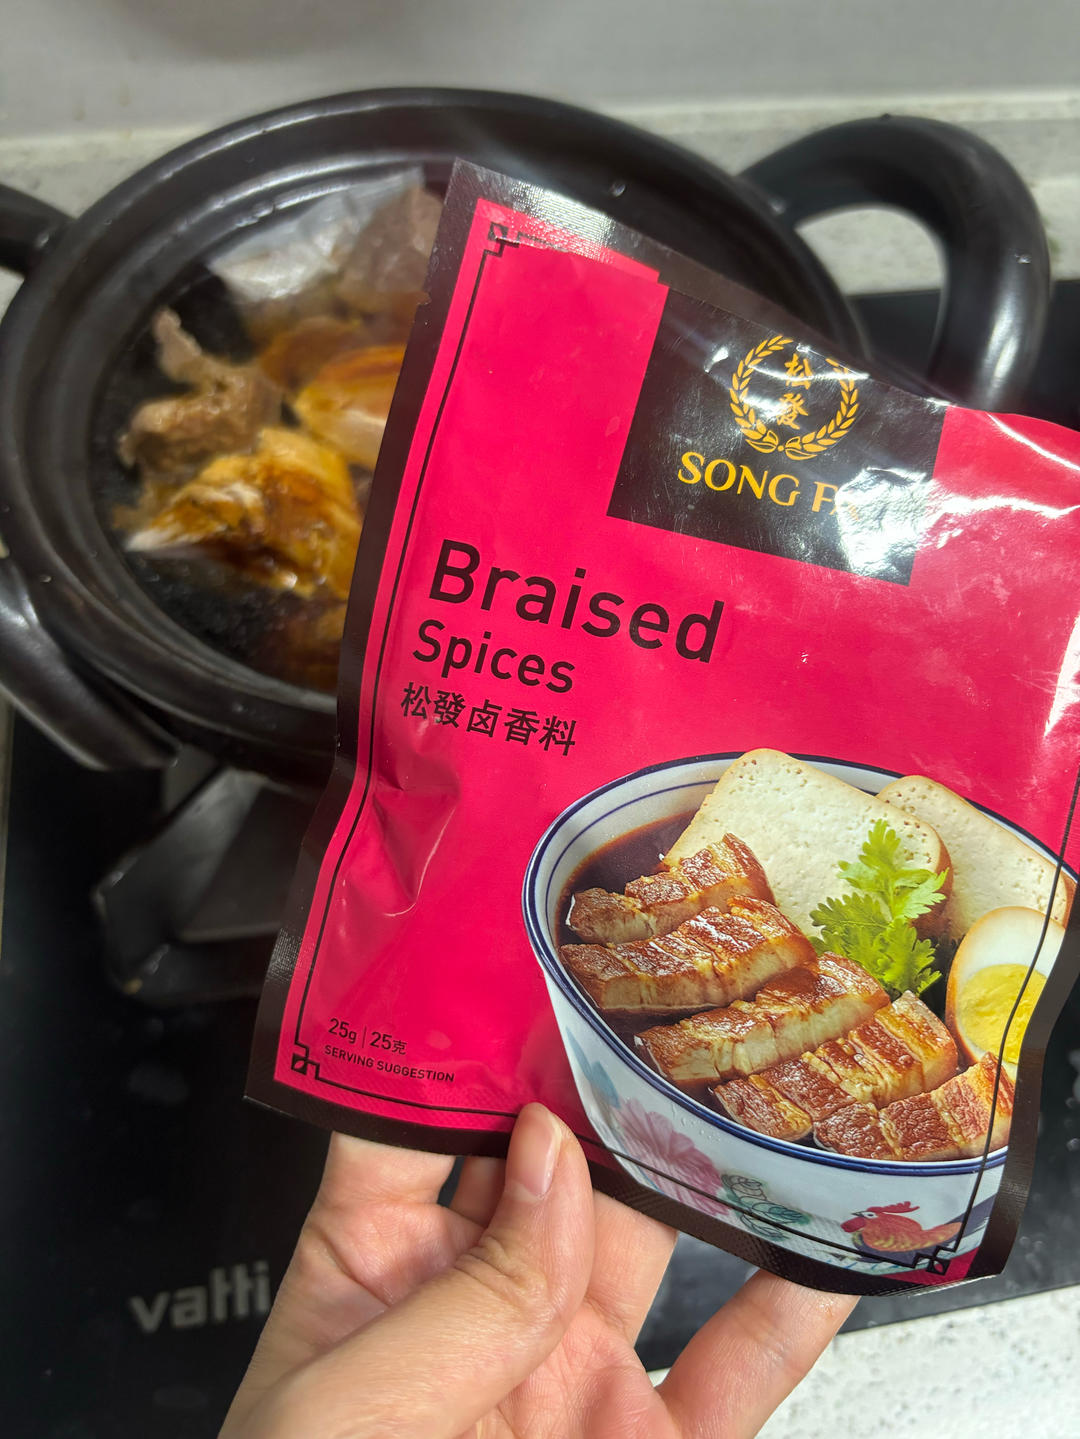 松發
SONG FA
Braised
Spices
松發卤香料
25g | 25克
SERVING SUGGESTION
vatti